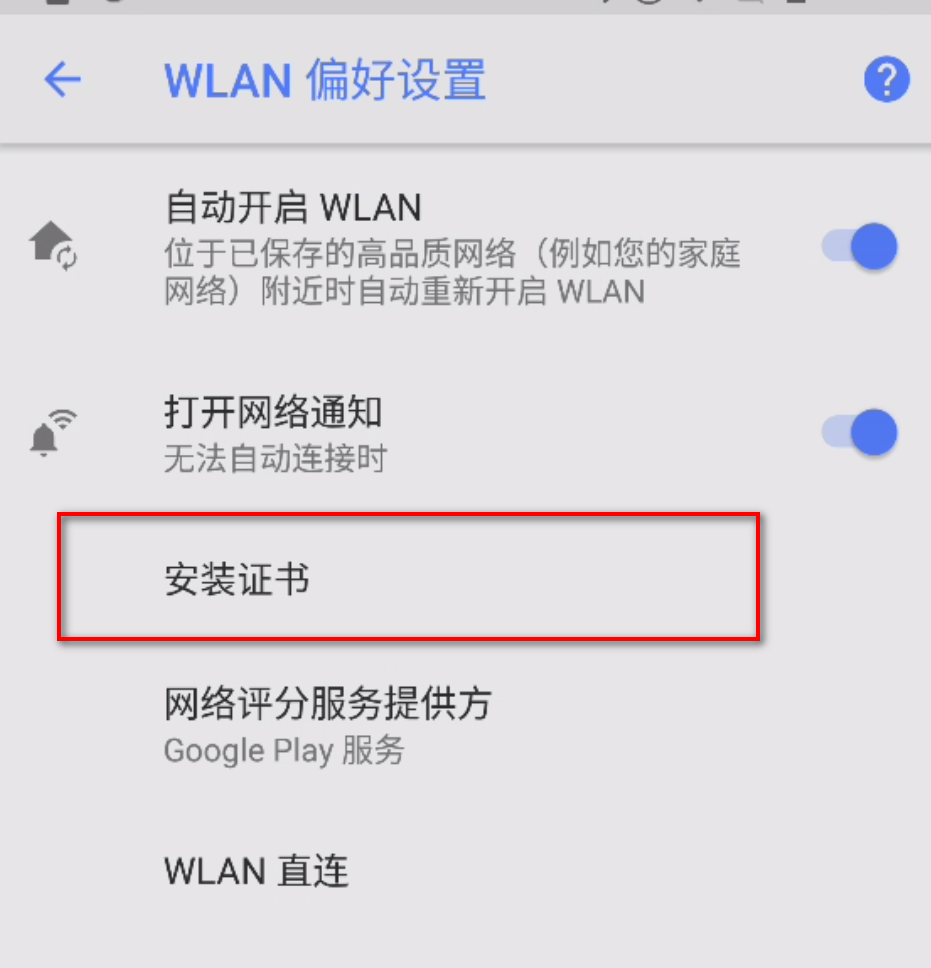 WLAN 偏好设置
自动开启 WLAN
位于已保存的高品质网络（例如您的家庭
网络）附近时自动重新开启 WLAN
打开网络通知
无法自动连接时
安装证书
网络评分服务提供方
Google Play 服务
WLAN 直连